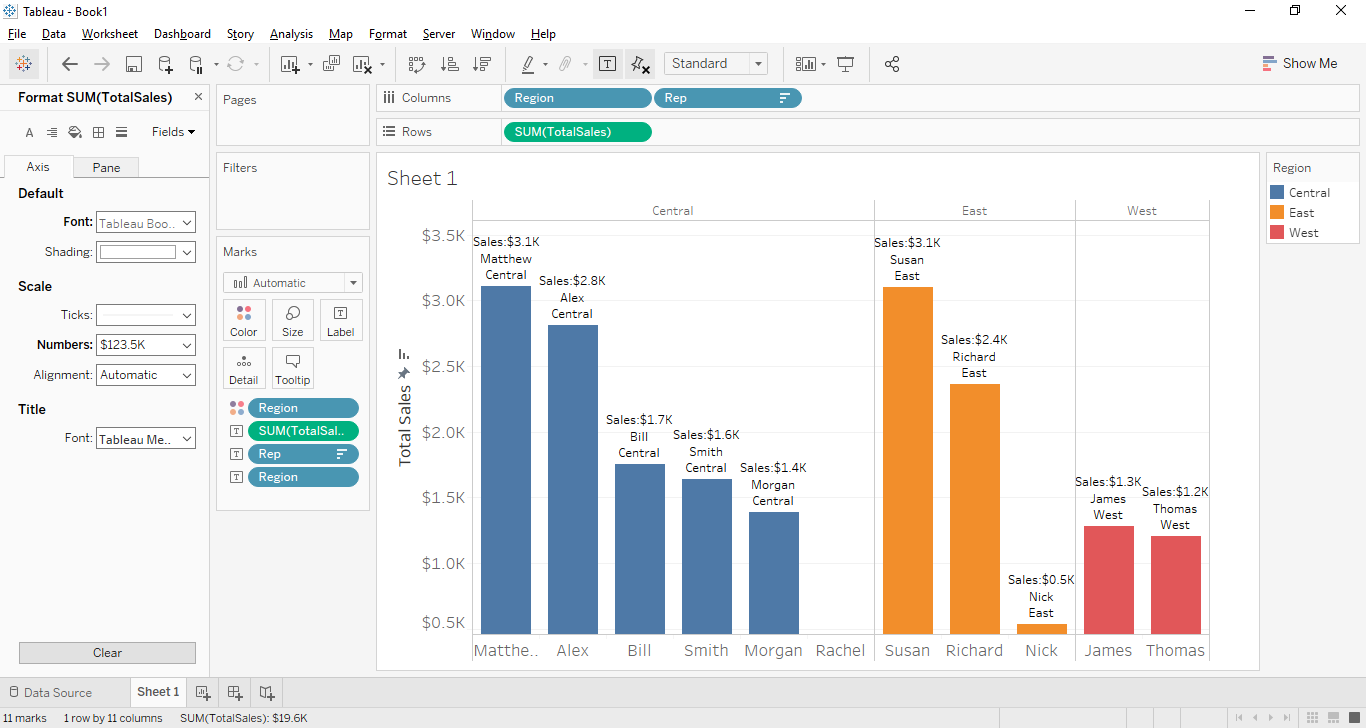 Tableau - Book1
File Data Worksheet Dashboard Story Analysis Map Format Server Window Help
Standard
Show Me
Format SUM(TotalSales)
Fields
Axis Pane
Default
Font: Tableau Boo..
Shading:
Scale
Ticks:
Numbers: $123.5K
Alignment: Automatic
Title
Font: Tableau Me..
Clear
Pages
Filters
Marks
Automatic
Color Size Label
Detail Tooltip
Region
SUM(TotalSal..
Rep
Region
Columns Region Rep
Rows SUM(TotalSales)
Sheet 1
Central East West
Total Sales
$3.5K
$3.0K
$2.5K
$2.0K
$1.5K
$1.0K
$0.5K
Sales:$3.1K
Matthew
Central
Sales:$2.8K
Alex
Central
Sales:$1.7K
Bill
Central
Sales:$1.6K
Smith
Central
Sales:$1.4K
Morgan
Central
Sales:$3.1K
Susan
East
Sales:$2.4K
Richard
East
Sales:$0.5K
Nick
East
Sales:$1.3K
James
West
Sales:$1.2K
Thomas
West
Matthe.. Alex Bill Smith Morgan Rachel Susan Richard Nick James Thomas
Region
Central
East
West
Data Source Sheet 1
11 marks 1 row by 11 columns SUM(TotalSales): $19.6K